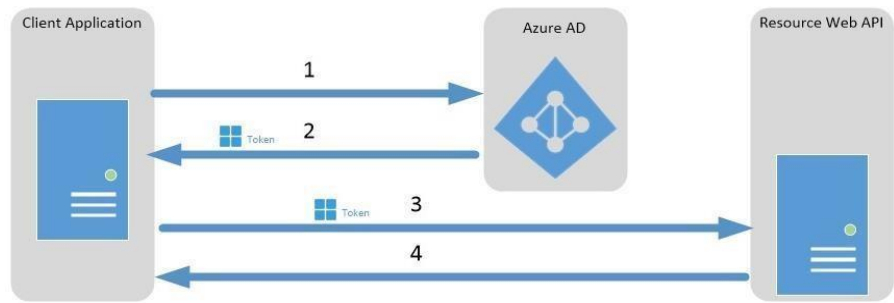 Client Application
Azure AD
Resource Web API
1
Token 2
Token 3
4